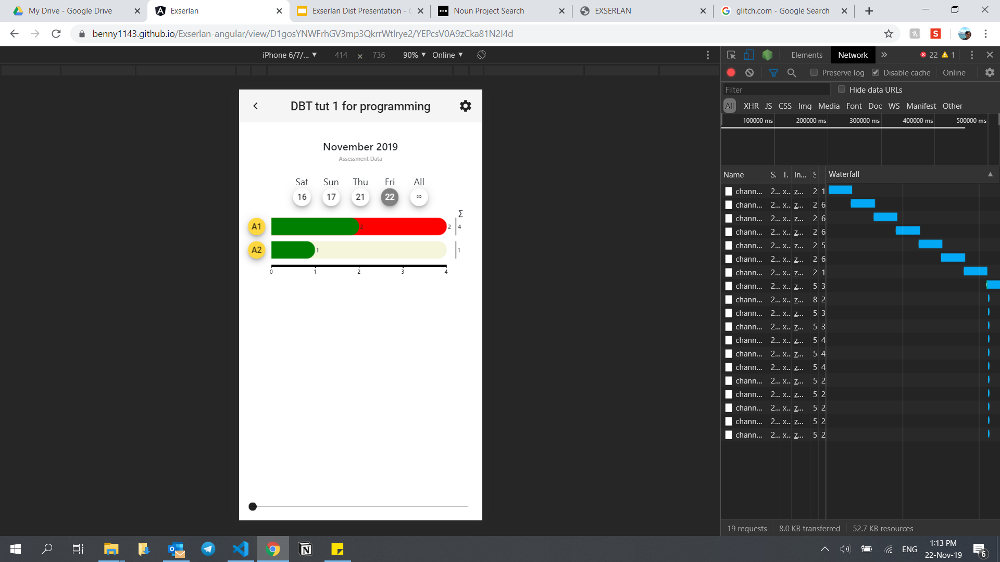 My Drive - Google Drive
Exserlan
Exserlan Dist Presentation -
Noun Project Search
EXSERLAN
glitch.com - Google Search
benny1143.github.io/Exserlan-angular/view/
iPhone 6/7/... ▼ 414 × 736 90% ▼ Online ▼
Elements Network » 22 1
Preserve log Disable cache Online
Filter Hide data URLs
All XHR JS CSS Img Media Font Doc WS Manifest Other
100000 ms 200000 ms 300000 ms 400000 ms 500000 ms
Name S. T. In... Waterfall ▲
chann... 2... x... z... 2. 1
chann... 2... x... z... 2. 6
chann... 2... x... z... 2. 6
chann... 2... x... z... 2. 6
chann... 2... x... z... 2. 5
chann... 2... x... z... 2. 6
chann... 2... x... z... 2. 1
chann... 2... x... z... 5. 3
chann... 2... x... z... 8. 2
chann... 2... x... z... 5. 3
chann... 2... x... z... 5. 3
chann... 2... x... z... 5. 4
chann... 2... x... z... 5. 4
chann... 2... x... z... 5. 4
chann... 2... x... z... 5. 2
chann... 2... x... z... 5. 2
chann... 2... x... z... 5. 2
chann... 2... x... z... 5. 2
chann... 2... x... z... 5. 2
19 requests 8.0 KB transferred 52.7 KB resources
DBT tut 1 for programming
November 2019
Assessment Data
Sat Sun Thu Fri All
16 17 21 22 ∞
Σ
A1 2 2 4
A2 1 1
0 1 2 3 4
ENG
1:13 PM
22-Nov-19
6